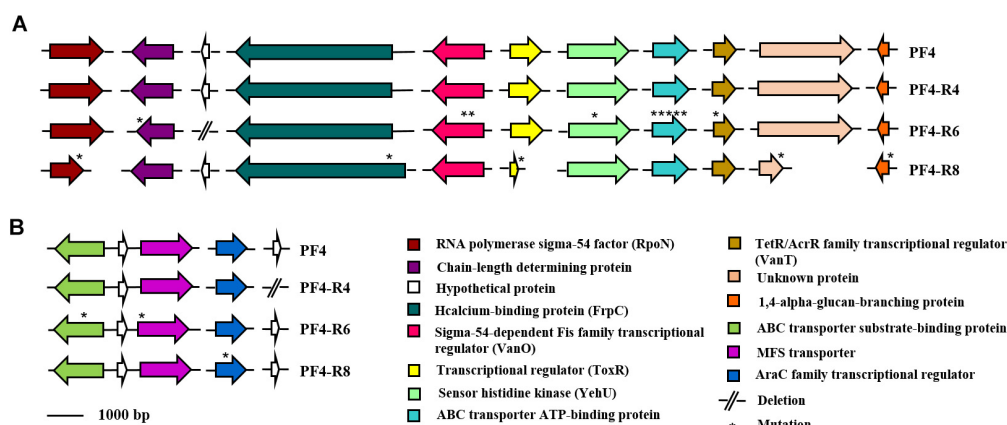 A
PF4
PF4-R4
* ** * ***** *
PF4-R6
* * * * *
PF4-R8
B
PF4
PF4-R4
* *
PF4-R6
*
PF4-R8
1000 bp
RNA polymerase sigma-54 factor (RpoN)
Chain-length determining protein
Hypothetical protein
Hcalcium-binding protein (FrpC)
Sigma-54-dependent Fis family transcriptional
regulator (VanO)
Transcriptional regulator (ToxR)
Sensor histidine kinase (YehU)
ABC transporter ATP-binding protein
TetR/AcrR family transcriptional regulator
(VanT)
Unknown protein
1,4-alpha-glucan-branching protein
ABC transporter substrate-binding protein
MFS transporter
AraC family transcriptional regulator
Deletion
* Mutation